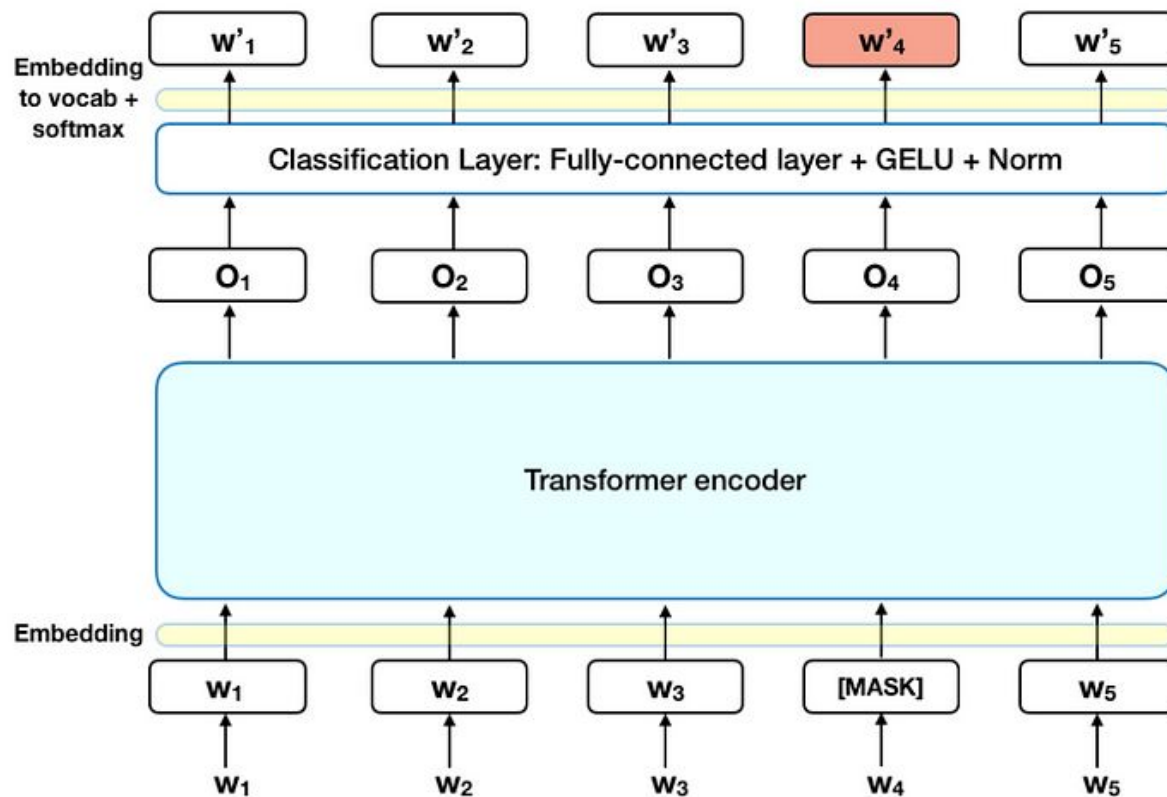 w'1 w'2 w'3 w'4 w'5
Embedding
to vocab +
softmax
Classification Layer: Fully-connected layer + GELU + Norm
O1 O2 O3 O4 O5
Transformer encoder
Embedding
w1 w2 w3 [MASK] w5
w1 w2 w3 w4 w5